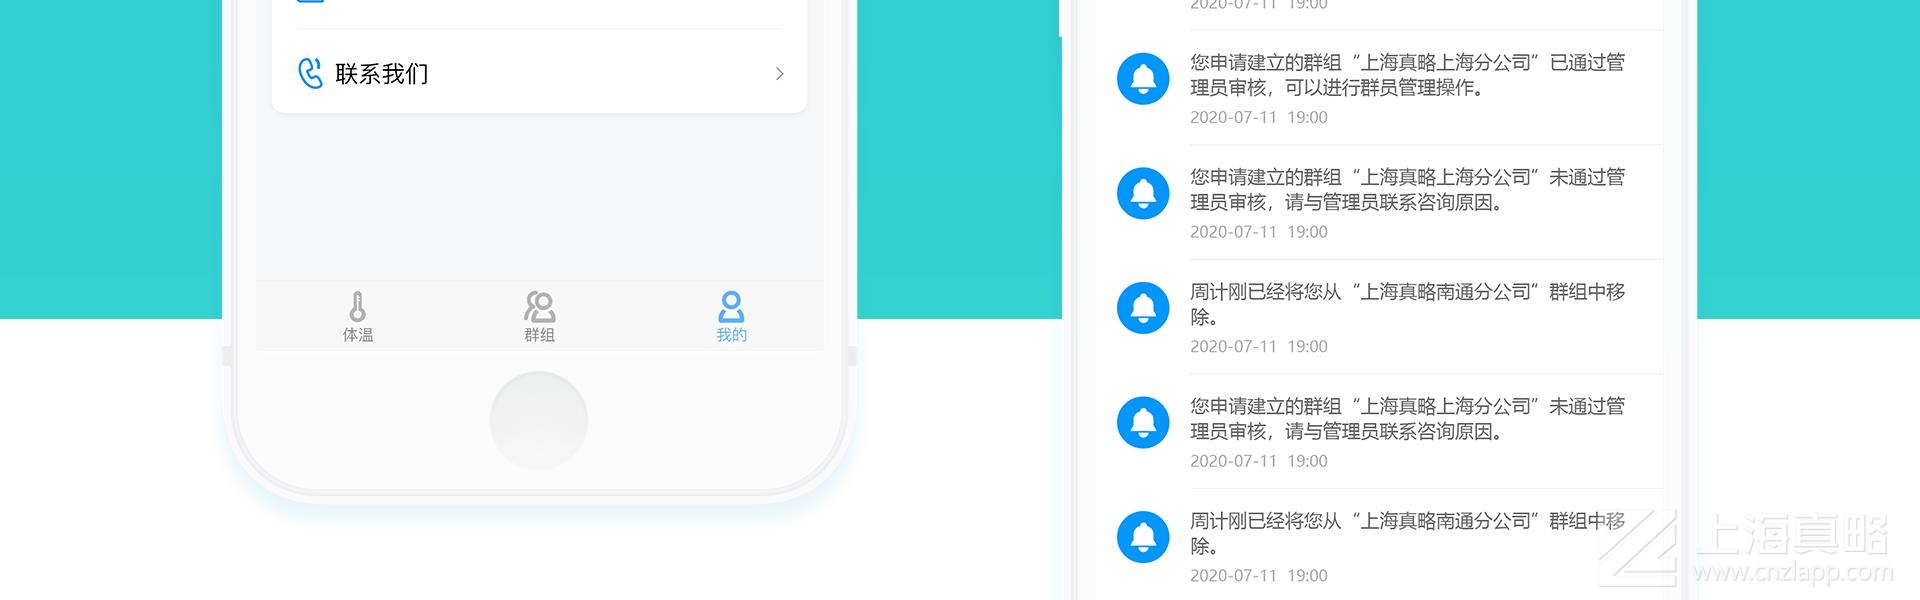 联系我们
体温
群组
我的
2020-07-11 19:00
您申请建立的群组“上海真略上海分公司”已通过管
理员审核，可以进行群员管理操作。
2020-07-11 19:00
您申请建立的群组“上海真略上海分公司”未通过管
理员审核，请与管理员联系咨询原因。
2020-07-11 19:00
周计刚已经将您从“上海真略南通分公司”群组中移
除。
2020-07-11 19:00
您申请建立的群组“上海真略上海分公司”未通过管
理员审核，请与管理员联系咨询原因。
2020-07-11 19:00
周计刚已经将您从“上海真略南通分公司”群组中移
除。
2020-07-11 19:00
上海真略
www.cnzlapp.com